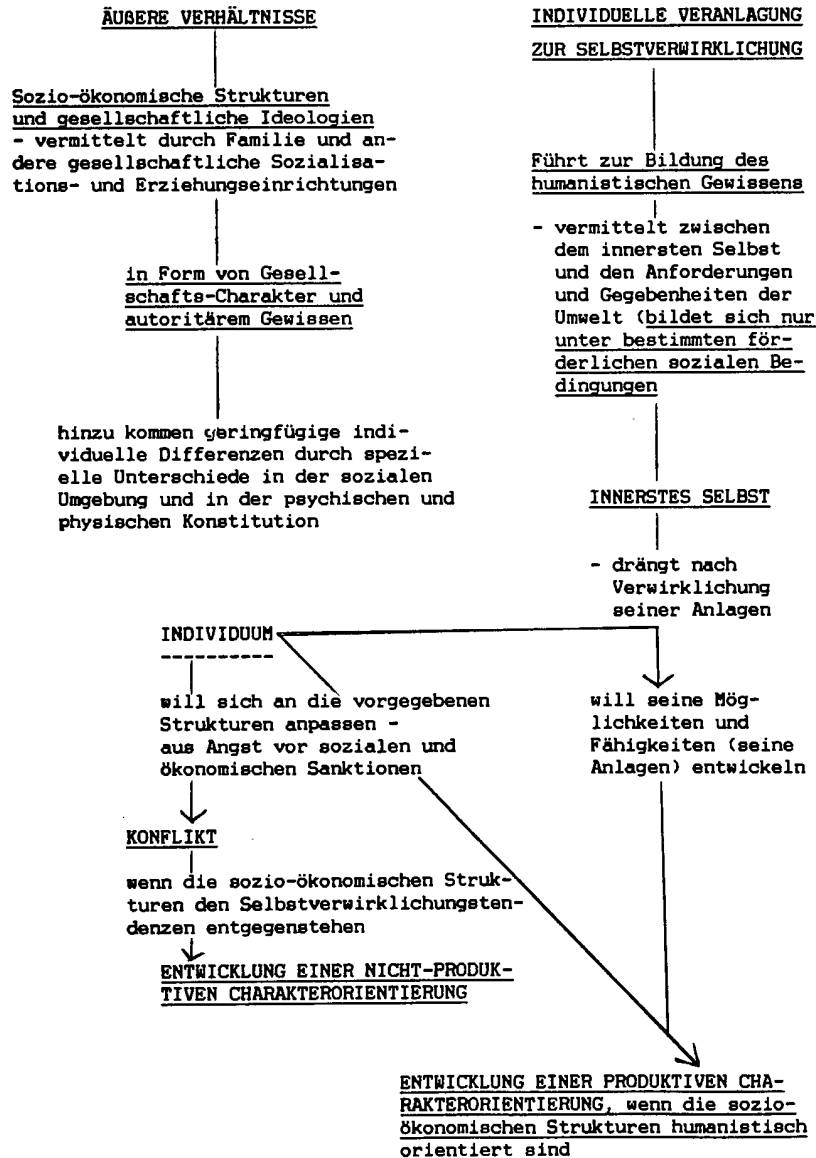 ÄUßERE VERHÄLTNISSE
Sozio-ökonomische Strukturen
und gesellschaftliche Ideologien
- vermittelt durch Familie und an-
dere gesellschaftliche Sozialisa-
tions- und Erziehungseinrichtungen
in Form von Gesell-
schafts-Charakter und
autoritärem Gewissen
hinzu kommen geringfügige indi-
viduelle Differenzen durch spezi-
elle Unterschiede in der sozialen
Umgebung und in der psychischen und
physischen Konstitution
INDIVIDUELLE VERANLAGUNG
ZUR SELBSTVERWIRKLICHUNG
Führt zur Bildung des
humanistischen Gewissens
- vermittelt zwischen
dem innersten Selbst
und den Anforderungen
und Gegebenheiten der
Umwelt (bildet sich nur
unter bestimmten för-
derlichen sozialen Be-
dingungen
INNERSTES SELBST
- drängt nach
Verwirklichung
seiner Anlagen
INDIVIDUUM
----------
will sich an die vorgegebenen
Strukturen anpassen -
aus Angst vor sozialen und
ökonomischen Sanktionen
will seine Mög-
lichkeiten und
Fähigkeiten (seine
Anlagen) entwickeln
KONFLIKT
wenn die sozio-ökonomischen Struk-
turen den Selbstverwirklichungsten-
denzen entgegenstehen
ENTWICKLUNG EINER NICHT-PRODUK-
TIVEN CHARAKTERORIENTIERUNG
ENTWICKLUNG EINER PRODUKTIVEN CHA-
RAKTERORIENTIERUNG, wenn die sozio-
ökonomischen Strukturen humanistisch
orientiert sind